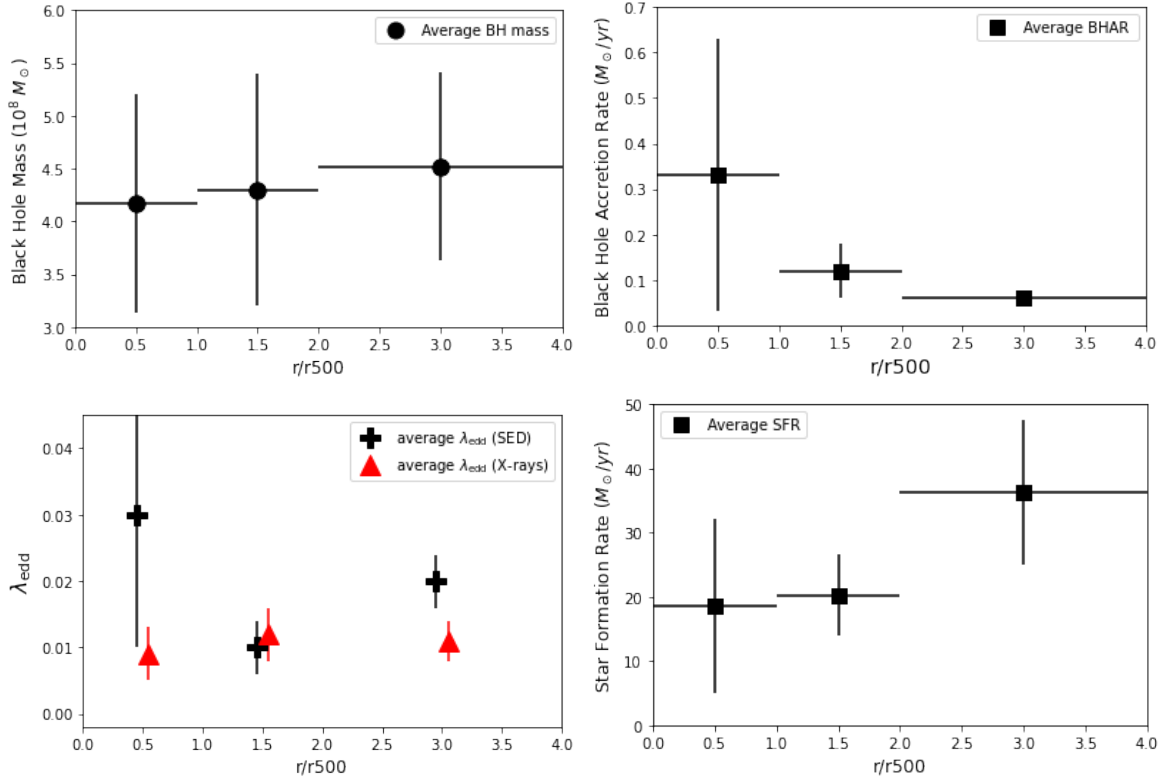 6.0
5.5
5.0
4.5
4.0
3.5
3.0
Black Hole Mass (10⁸ M⊙)
Average BH mass
0.0 0.5 1.0 1.5 2.0 2.5 3.0 3.5 4.0
r/r500
0.7
0.6
0.5
0.4
0.3
0.2
0.1
0.0
Black Hole Accretion Rate (M⊙/yr)
Average BHAR
0.0 0.5 1.0 1.5 2.0 2.5 3.0 3.5 4.0
r/r500
0.04
0.03
0.02
0.01
0.00
λedd
average λedd (SED)
average λedd (X-rays)
0.0 0.5 1.0 1.5 2.0 2.5 3.0 3.5 4.0
r/r500
50
40
30
20
10
0
Star Formation Rate (M⊙/yr)
Average SFR
0.0 0.5 1.0 1.5 2.0 2.5 3.0 3.5 4.0
r/r500